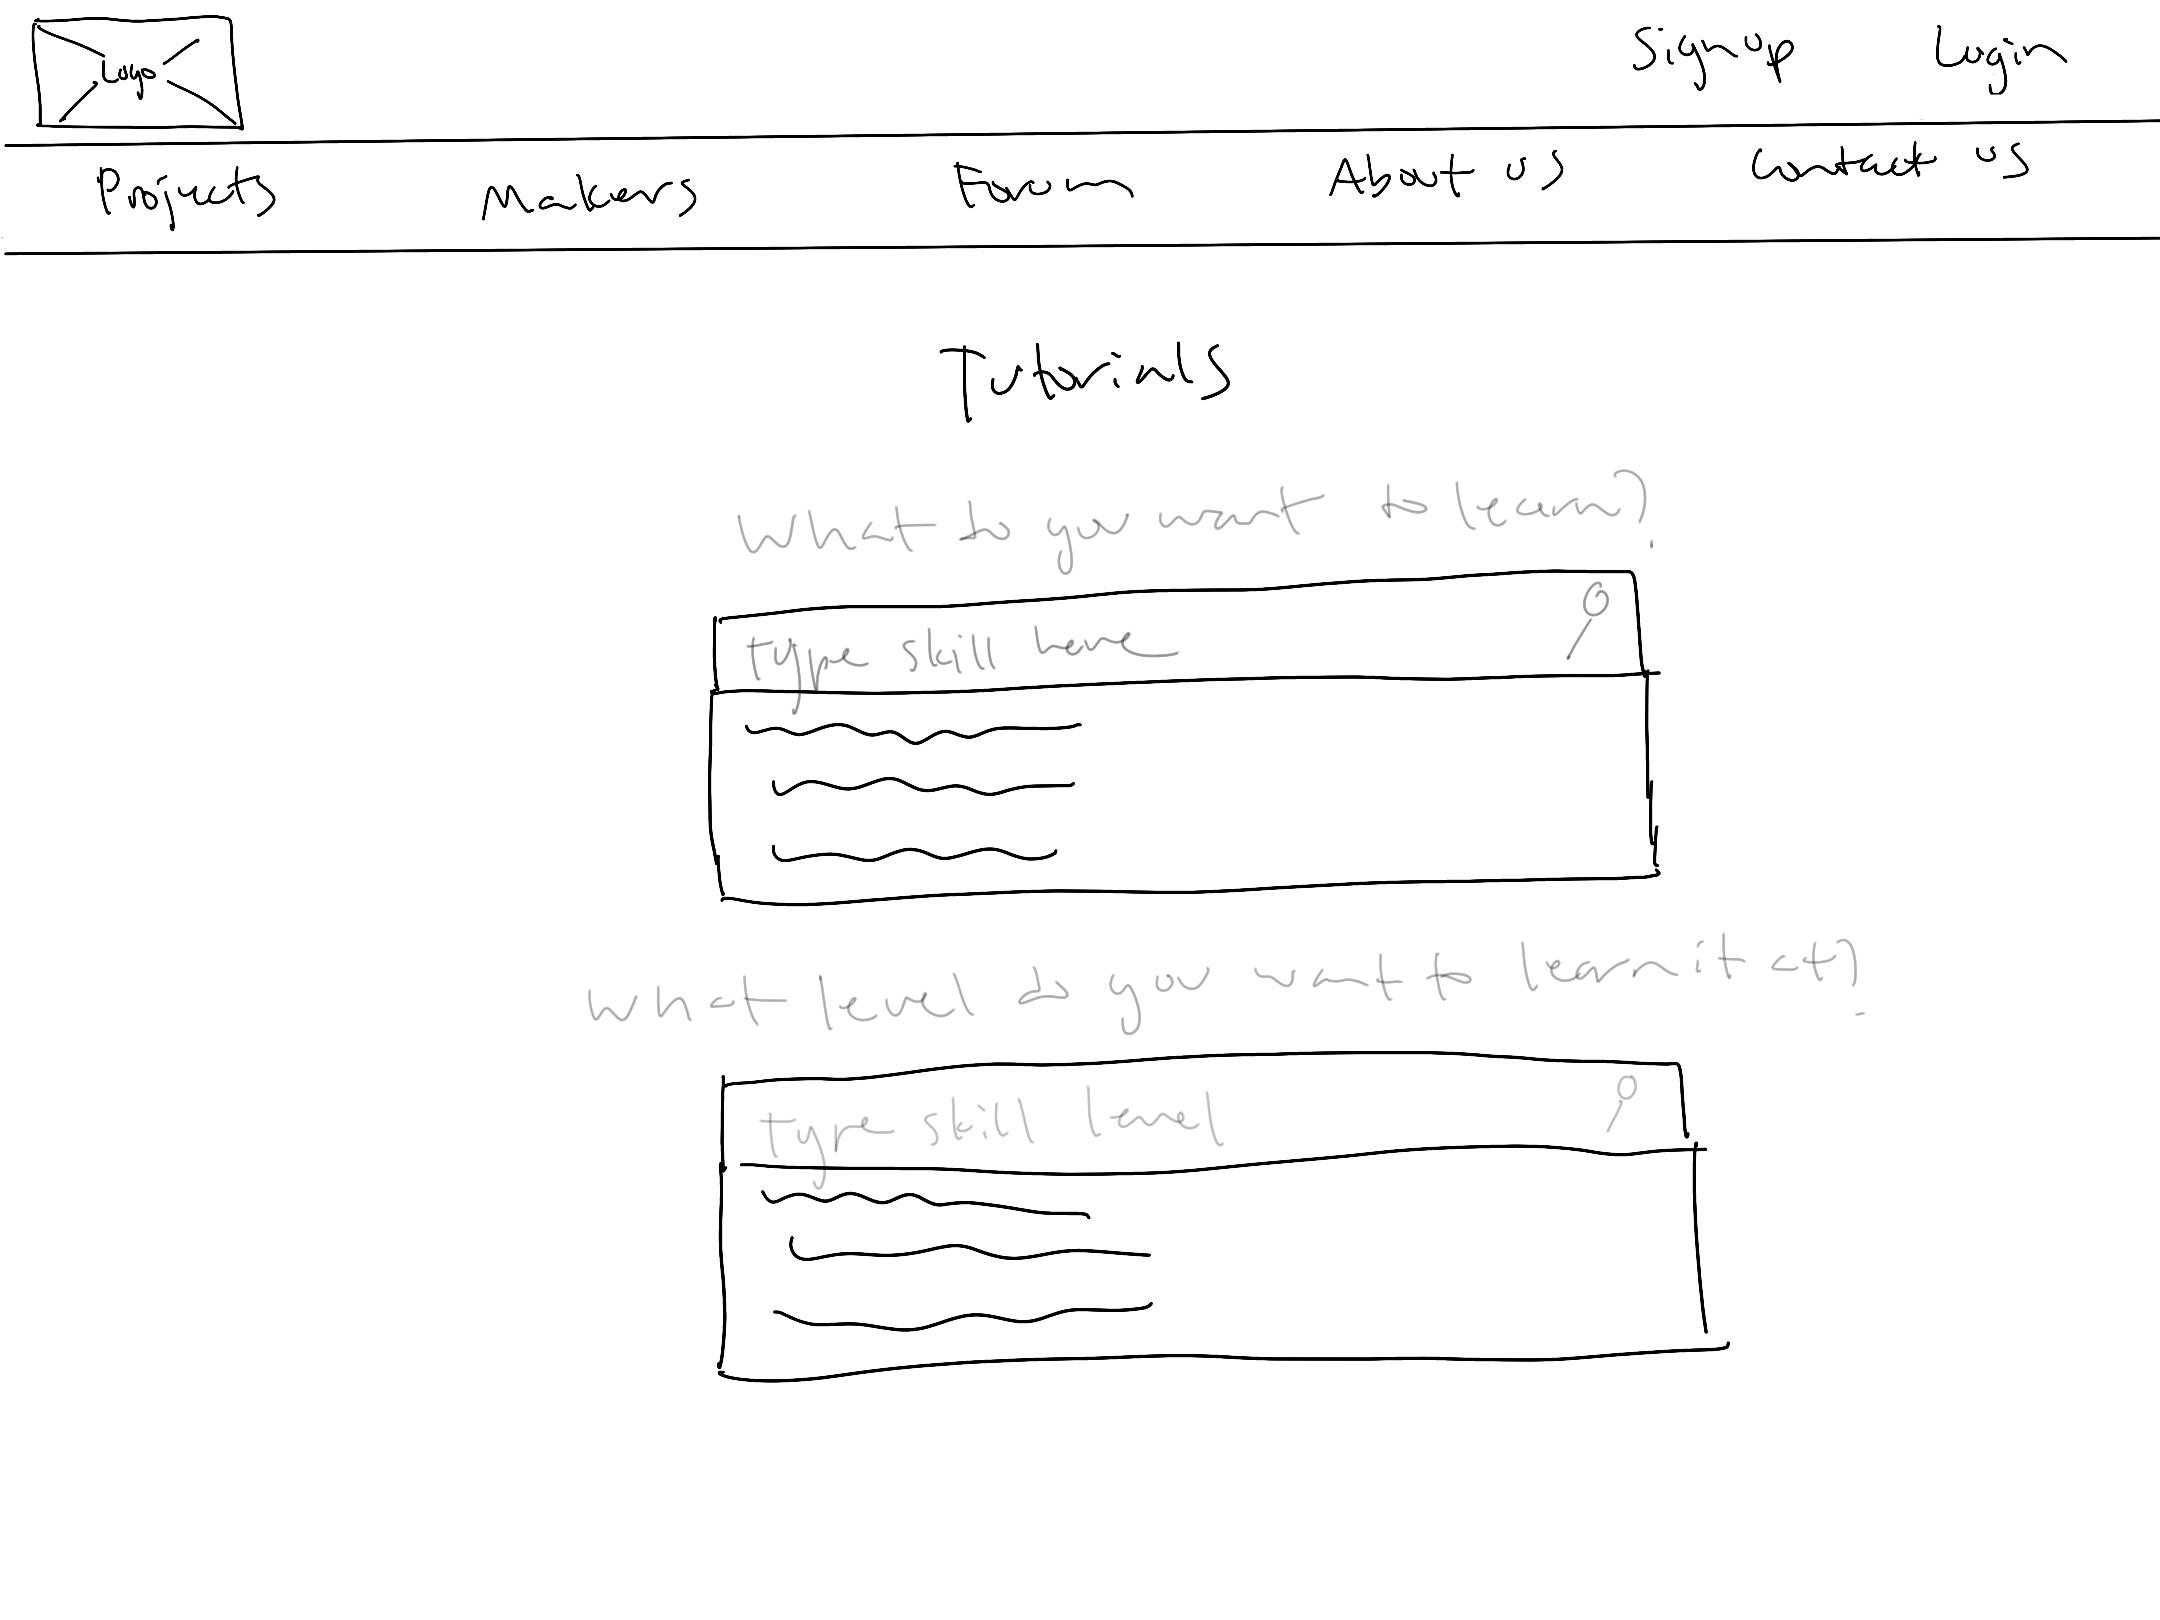 Logo
Signup Login
Projects Makers Forum About us Contact us
Tutorials
What do you want to learn?
type skill here
What level do you want to learn it at?
type skill level